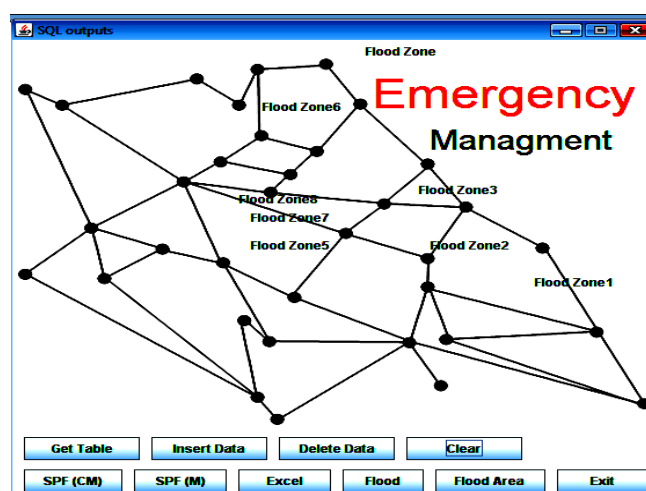 SQL outputs
Flood Zone
Emergency
Flood Zone6
Managment
Flood Zone3
Flood Zone8
Flood Zone7
Flood Zone5
Flood Zone2
Flood Zone1
Get Table
Insert Data
Delete Data
Clear
SPF (CM)
SPF (M)
Excel
Flood
Flood Area
Exit